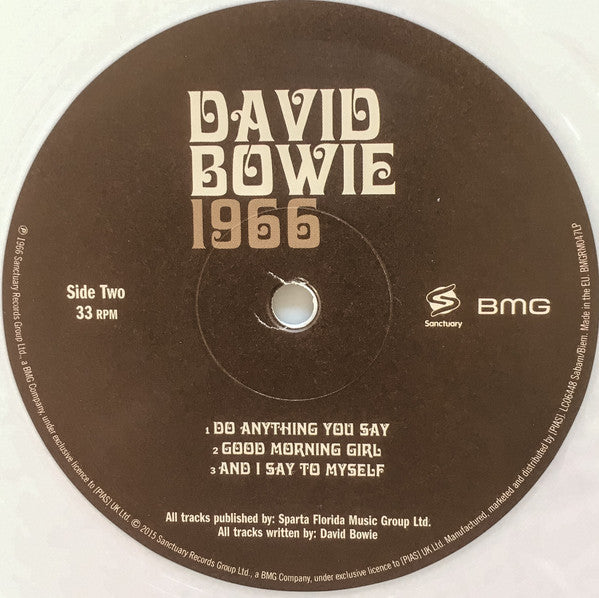 DAVID
BOWIE
1966
Side Two
33 RPM
Sanctuary
BMG
1 DO ANYTHING YOU SAY
2 GOOD MORNING GIRL
3 AND I SAY TO MYSELF
All tracks published by: Sparta Florida Music Group Ltd.
All tracks written by: David Bowie
℗ 1966 Sanctuary Records Group Ltd., a BMG Company, under exclusive licence to [PIAS] UK Ltd. © 2015 Sanctuary Records Group Ltd., a BMG Company, under exclusive licence to [PIAS] UK Ltd. Manufactured, marketed and distributed by [PIAS]. LC06448 Sabam/Biem. Made in the EU. BMGRM047LP